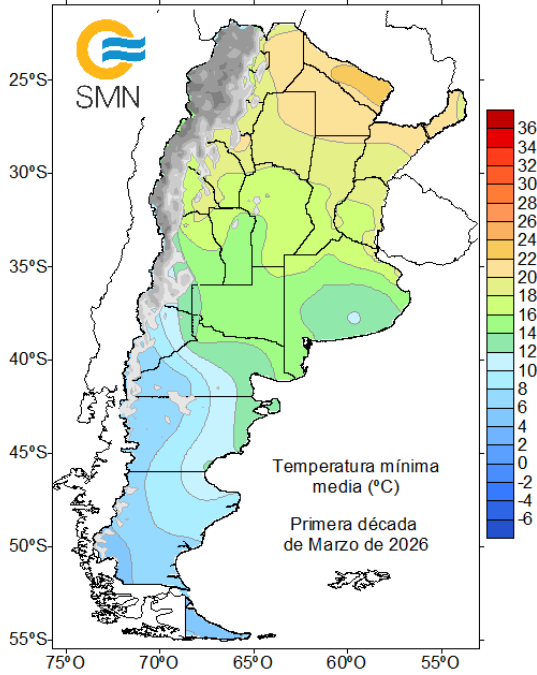 SMN
25°S
30°S
35°S
40°S
45°S
50°S
55°S
75°O
70°O
65°O
60°O
55°O
36
34
32
30
28
26
24
22
20
18
16
14
12
10
8
6
4
2
0
-2
-4
-6
Temperatura mínima
media (ºC)
Primera década
de Marzo de 2026